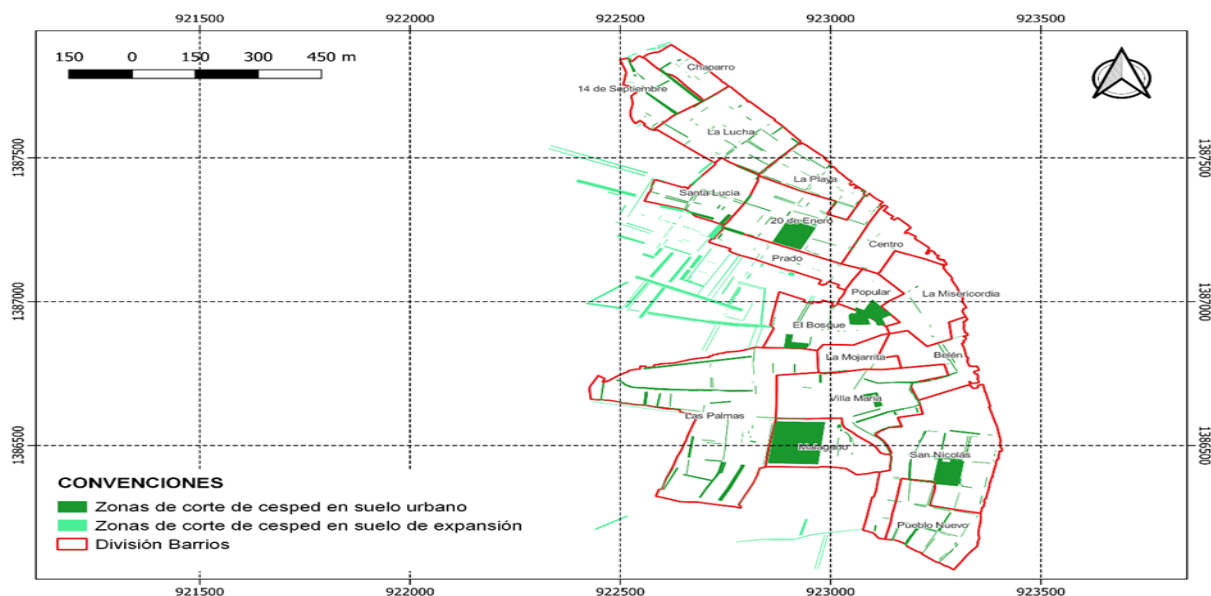 921500 922000 922500 923000 923500
150 0 150 300 450 m
Chaparro
14 de Septiembre
La Lucha
1387500 1387500
La Playa
Santa Lucia
20 de Enero
Centro
Prado
Popular
La Misericordia
1387000 1387000
El Bosque
La Mojarrita
Belén
Villa Maria
Las Palmas
Malagano
San Nicolás
1386500 1386500
Pueblo Nuevo
CONVENCIONES
Zonas de corte de cesped en suelo urbano
Zonas de corte de cesped en suelo de expansión
División Barrios
921500 922000 922500 923000 923500